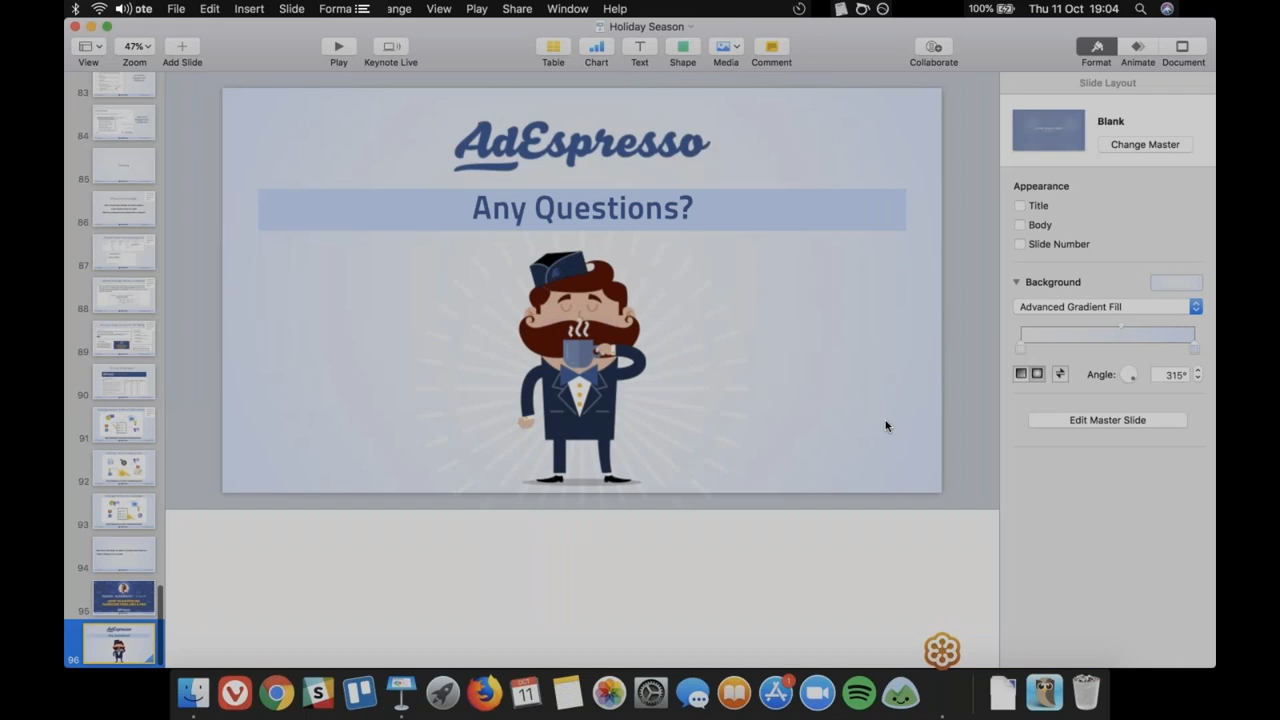 ote File Edit Insert Slide Forma ange View Play Share Window Help 100% Thu 11 Oct 19:04
Holiday Season
47%
View Zoom Add Slide Play Keynote Live Table Chart Text Shape Media Comment Collaborate Format Animate Document
Slide Layout
Blank
Change Master
Appearance
Title
Body
Slide Number
Background
Advanced Gradient Fill
Angle: 315°
Edit Master Slide
AdEspresso
Any Questions?
83
84
85
86
87
88
89
90
91
92
93
94
95
96
OCT
11
1